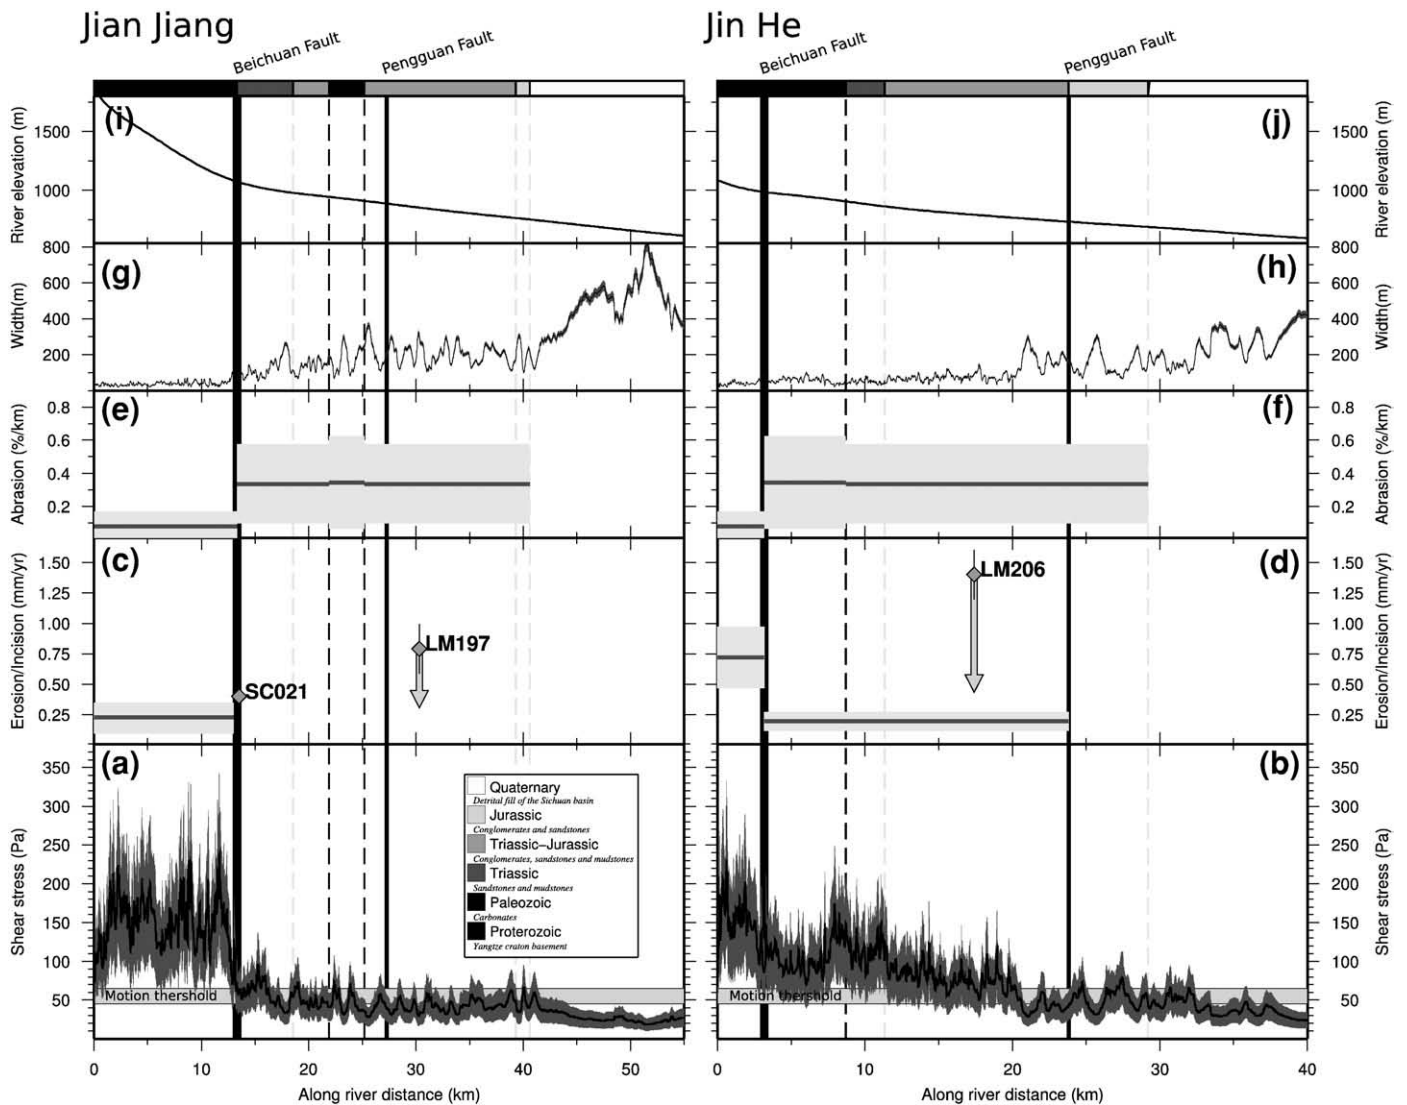 Jian Jiang
Jin He
Beichuan Fault
Pengguan Fault
Beichuan Fault
Pengguan Fault
River elevation (m)
1500
1000
(i)
(j)
1500
1000
River elevation (m)
Width(m)
800
600
400
200
(g)
(h)
800
600
400
200
Width(m)
Abrasion (%/km)
0.8
0.6
0.4
0.2
(e)
(f)
0.8
0.6
0.4
0.2
Abrasion (%/km)
Erosion/Incision (mm/yr)
1.50
1.25
1.00
0.75
0.50
0.25
(c)
SC021
LM197
LM206
(d)
1.50
1.25
1.00
0.75
0.50
0.25
Erosion/Incision (mm/yr)
Shear stress (Pa)
350
300
250
200
150
100
50
(a)
Motion thershold
Quaternary
Detrital fill of the Sichuan basin
Jurassic
Conglomerates and sandstones
Triassic–Jurassic
Conglomerates, sandstones and mudstones
Triassic
Sandstones and mudstones
Paleozoic
Carbonates
Proterozoic
Yangtze craton basement
(b)
Motion thershold
350
300
250
200
150
100
50
Shear stress (Pa)
0 10 20 30 40 50
Along river distance (km)
0 10 20 30 40
Along river distance (km)